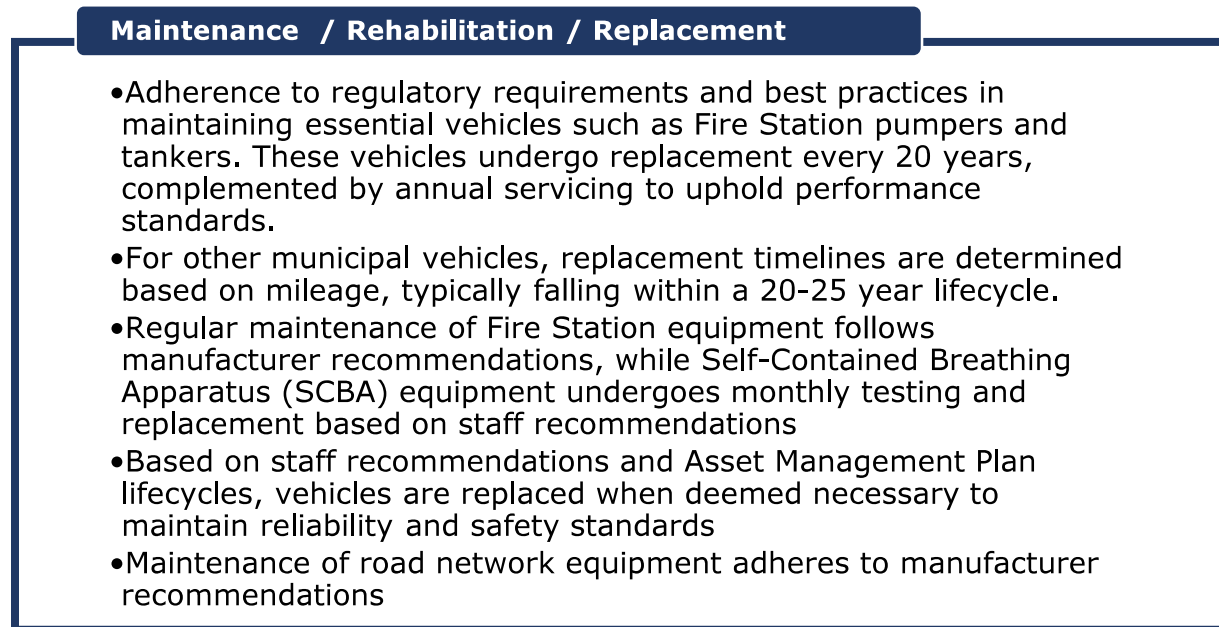 Maintenance / Rehabilitation / Replacement
•Adherence to regulatory requirements and best practices in
maintaining essential vehicles such as Fire Station pumpers and
tankers. These vehicles undergo replacement every 20 years,
complemented by annual servicing to uphold performance
standards.
•For other municipal vehicles, replacement timelines are determined
based on mileage, typically falling within a 20-25 year lifecycle.
•Regular maintenance of Fire Station equipment follows
manufacturer recommendations, while Self-Contained Breathing
Apparatus (SCBA) equipment undergoes monthly testing and
replacement based on staff recommendations
•Based on staff recommendations and Asset Management Plan
lifecycles, vehicles are replaced when deemed necessary to
maintain reliability and safety standards
•Maintenance of road network equipment adheres to manufacturer
recommendations